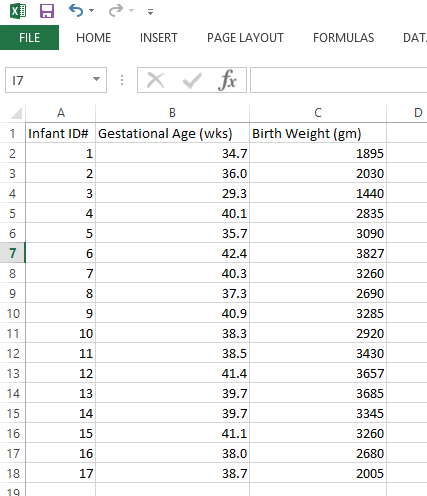 FILE HOME INSERT PAGE LAYOUT FORMULAS DAT
I7 fx
A B C D
1 Infant ID# Gestational Age (wks) Birth Weight (gm)
2 1 34.7 1895
3 2 36.0 2030
4 3 29.3 1440
5 4 40.1 2835
6 5 35.7 3090
7 6 42.4 3827
8 7 40.3 3260
9 8 37.3 2690
10 9 40.9 3285
11 10 38.3 2920
12 11 38.5 3430
13 12 41.4 3657
14 13 39.7 3685
15 14 39.7 3345
16 15 41.1 3260
17 16 38.0 2680
18 17 38.7 2005
19